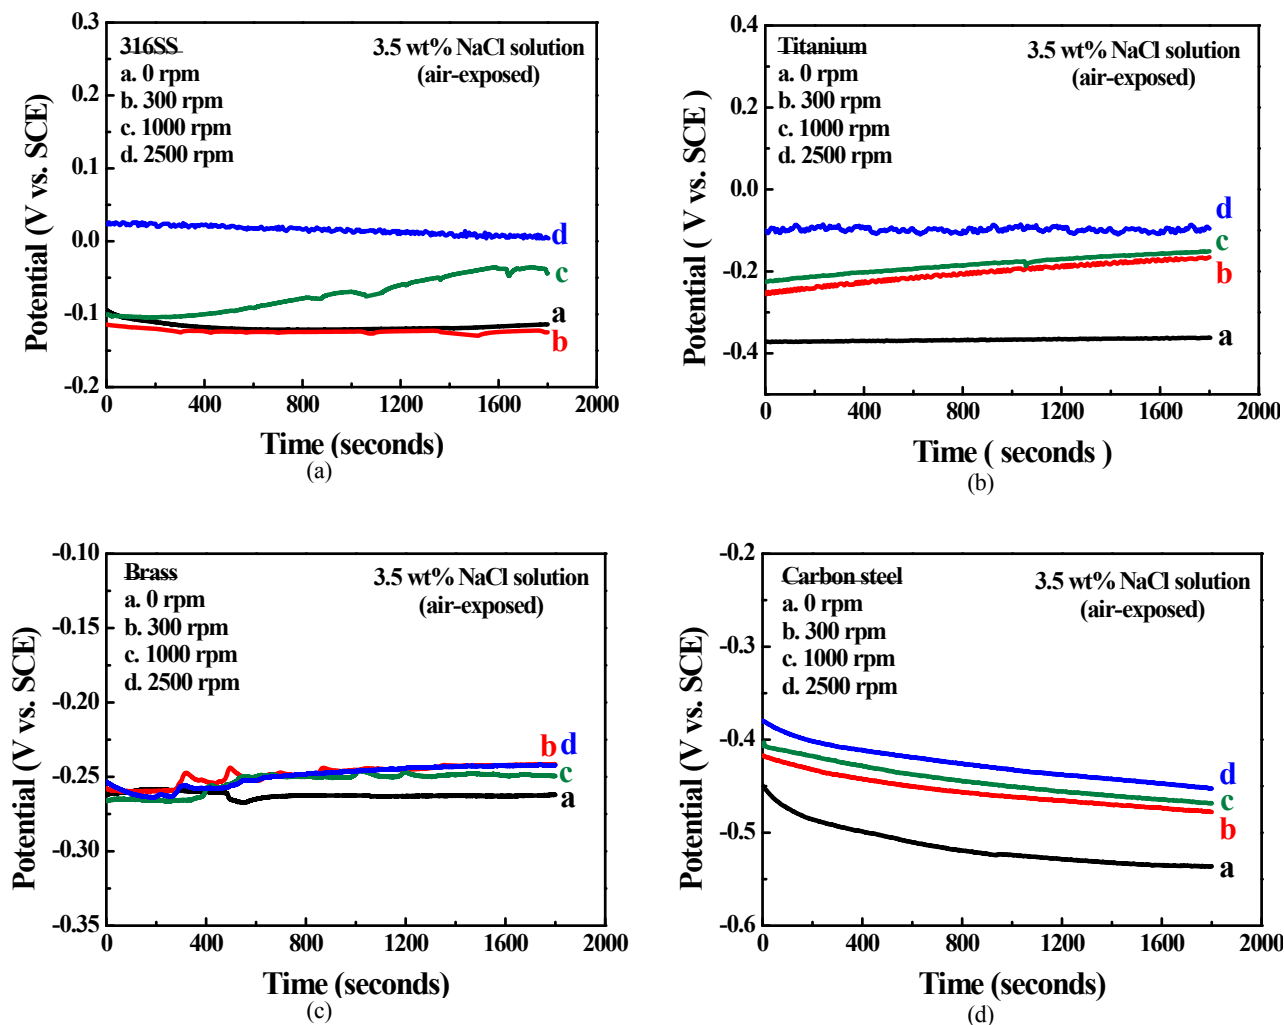 316SS
a. 0 rpm
b. 300 rpm
c. 1000 rpm
d. 2500 rpm
3.5 wt% NaCl solution
(air-exposed)
Potential (V vs. SCE)
0.3
0.2
0.1
0.0
-0.1
-0.2
d
c
a
b
0 400 800 1200 1600 2000
Time (seconds)
(a)
Titanium
a. 0 rpm
b. 300 rpm
c. 1000 rpm
d. 2500 rpm
3.5 wt% NaCl solution
(air-exposed)
Potential ( V vs. SCE )
0.4
0.2
0.0
-0.2
-0.4
d
c
b
a
0 400 800 1200 1600 2000
Time ( seconds )
(b)
Brass
a. 0 rpm
b. 300 rpm
c. 1000 rpm
d. 2500 rpm
3.5 wt% NaCl solution
(air-exposed)
Potential (V vs. SCE)
-0.10
-0.15
-0.20
-0.25
-0.30
-0.35
b d
c
a
0 400 800 1200 1600 2000
Time (seconds)
(c)
Carbon steel
a. 0 rpm
b. 300 rpm
c. 1000 rpm
d. 2500 rpm
3.5 wt% NaCl solution
(air-exposed)
Potential (V vs. SCE)
-0.2
-0.3
-0.4
-0.5
-0.6
d
c
b
a
0 400 800 1200 1600 2000
Time (seconds)
(d)